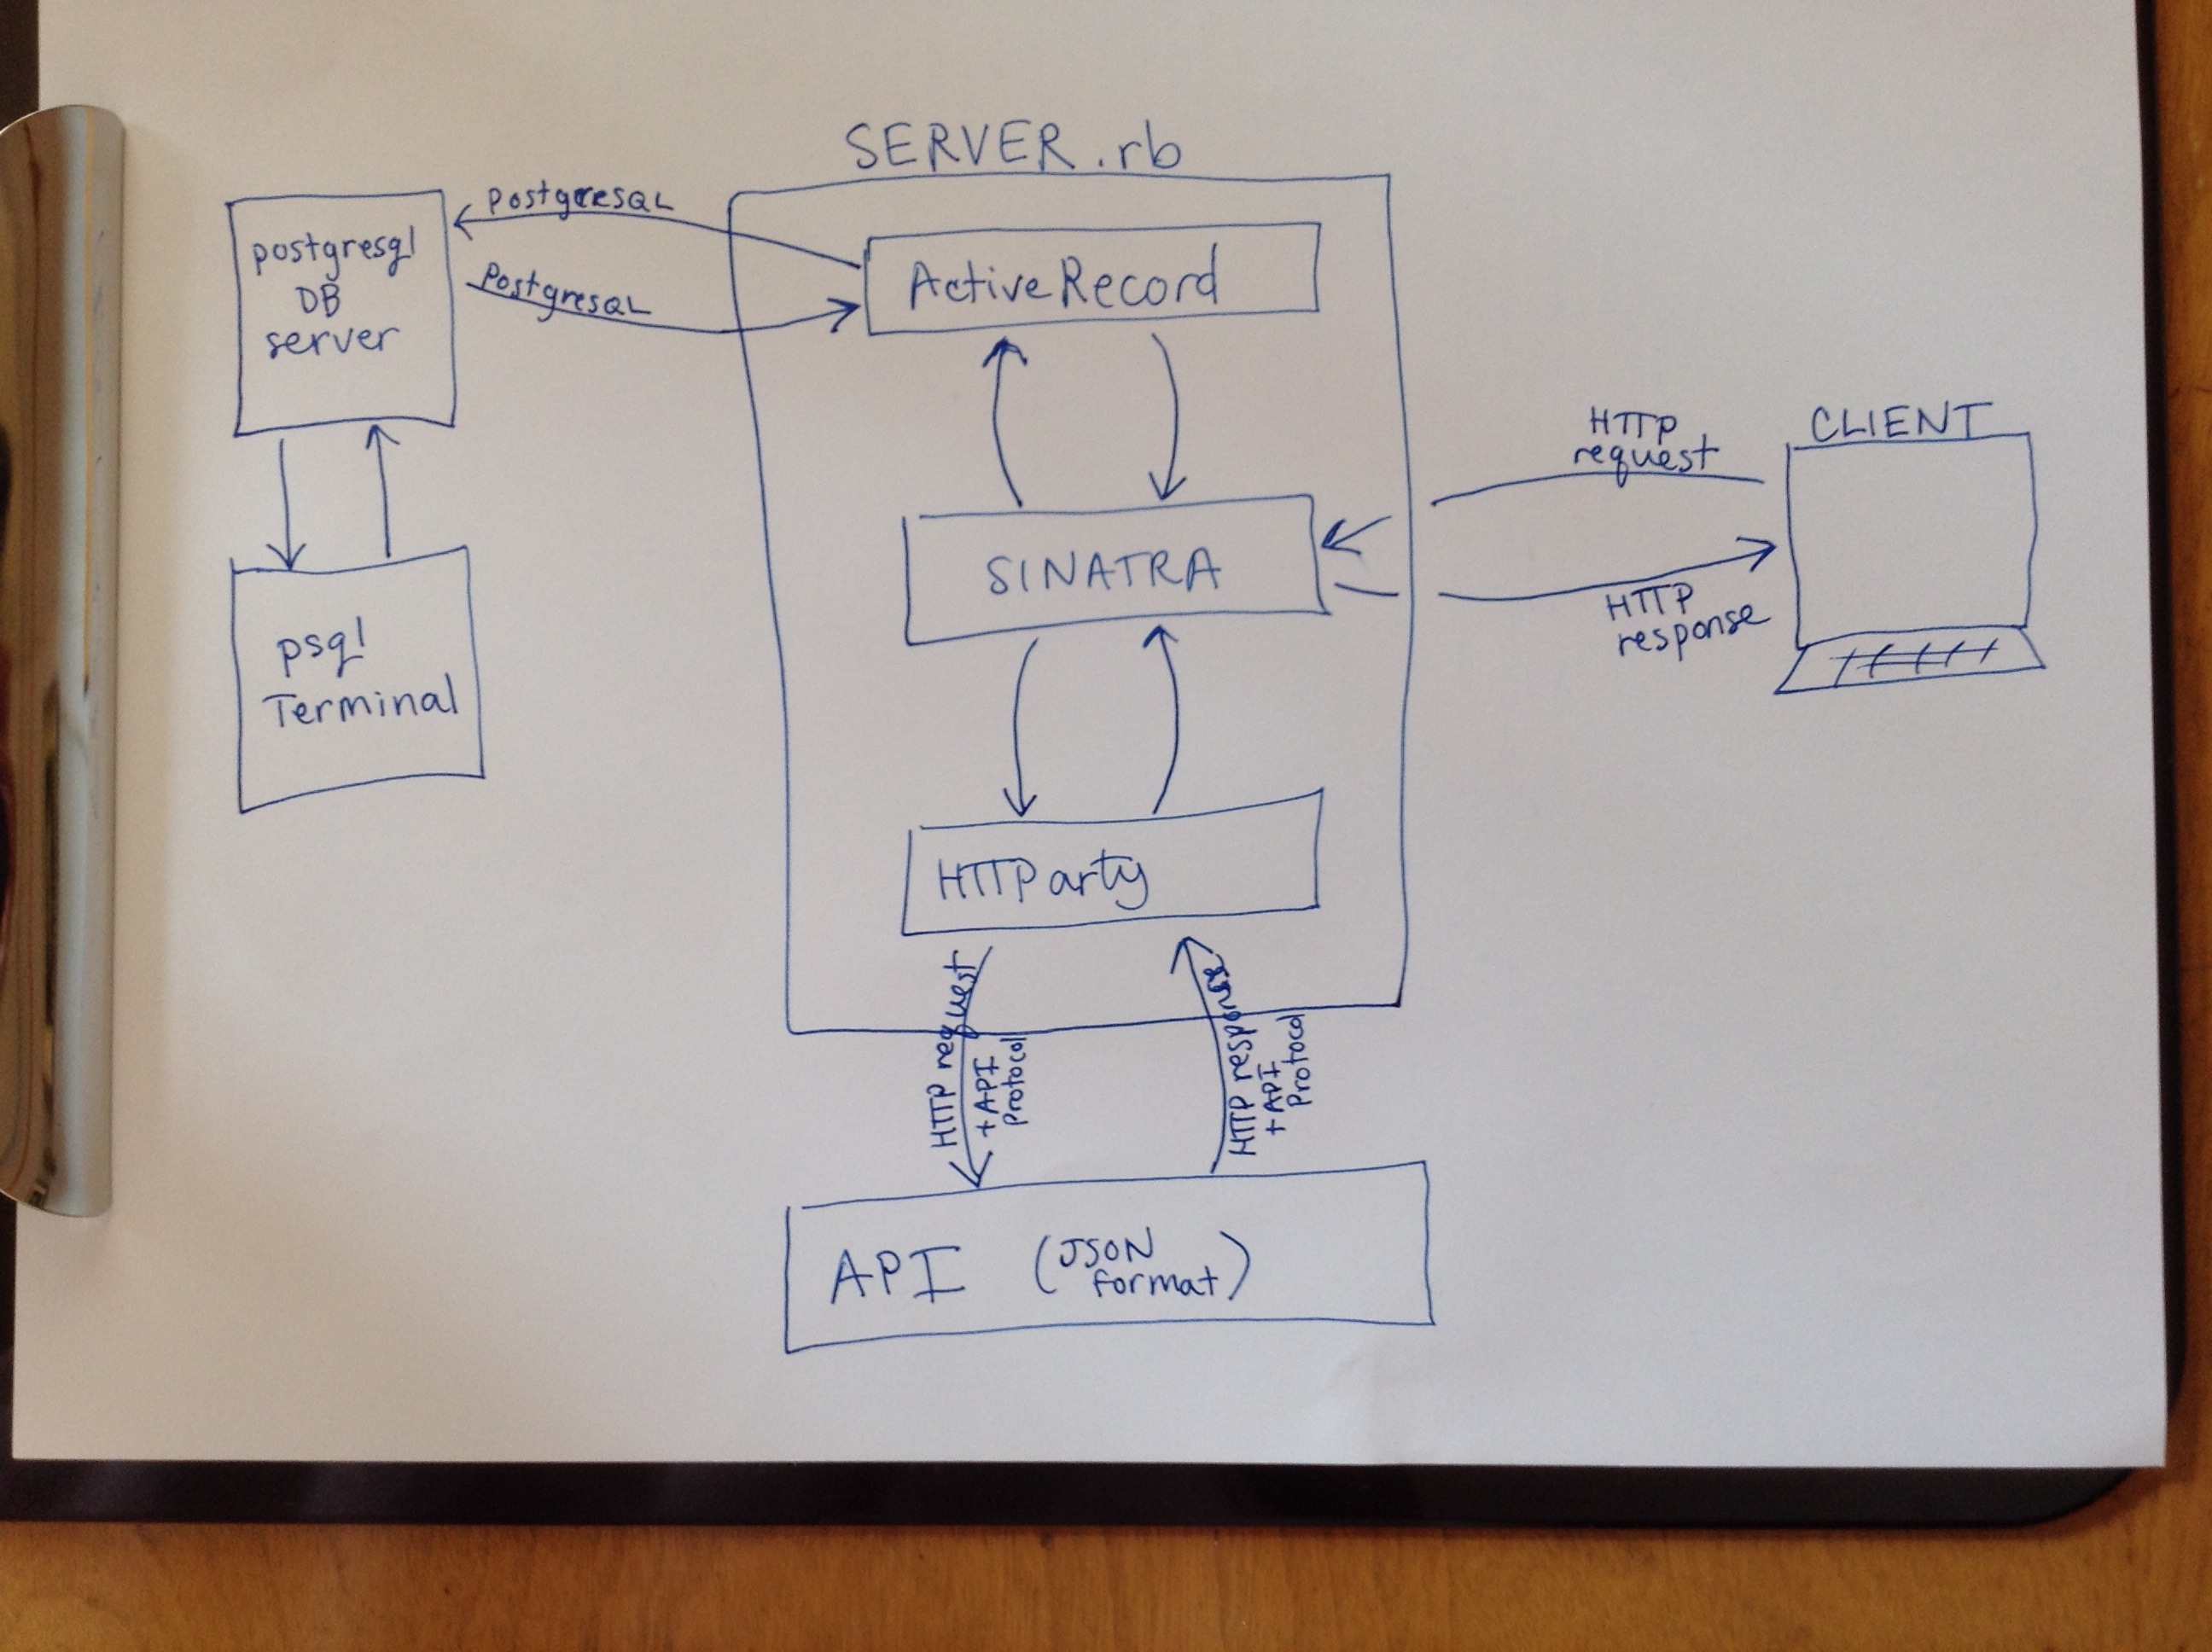 SERVER.rb
postgresql
DB
server
PostgresQL
PostgresQL
ActiveRecord
HTTP
request
CLIENT
SINATRA
HTTP
response
psql
Terminal
HTTParty
HTTP request
+ API
Protocol
HTTP response
+ API
Protocol
API (JSON
format)